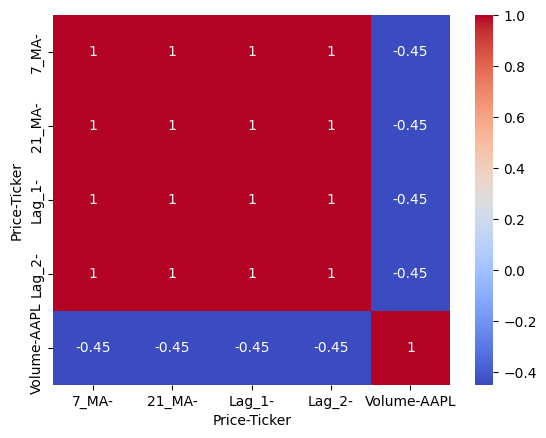 7_MA-
1 1 1 1 -0.45
21_MA-
1 1 1 1 -0.45
Lag_1-
1 1 1 1 -0.45
Lag_2-
1 1 1 1 -0.45
Volume-AAPL
-0.45 -0.45 -0.45 -0.45 1
Price-Ticker
7_MA- 21_MA- Lag_1- Lag_2- Volume-AAPL
Price-Ticker
1.0
0.8
0.6
0.4
0.2
0.0
−0.2
−0.4